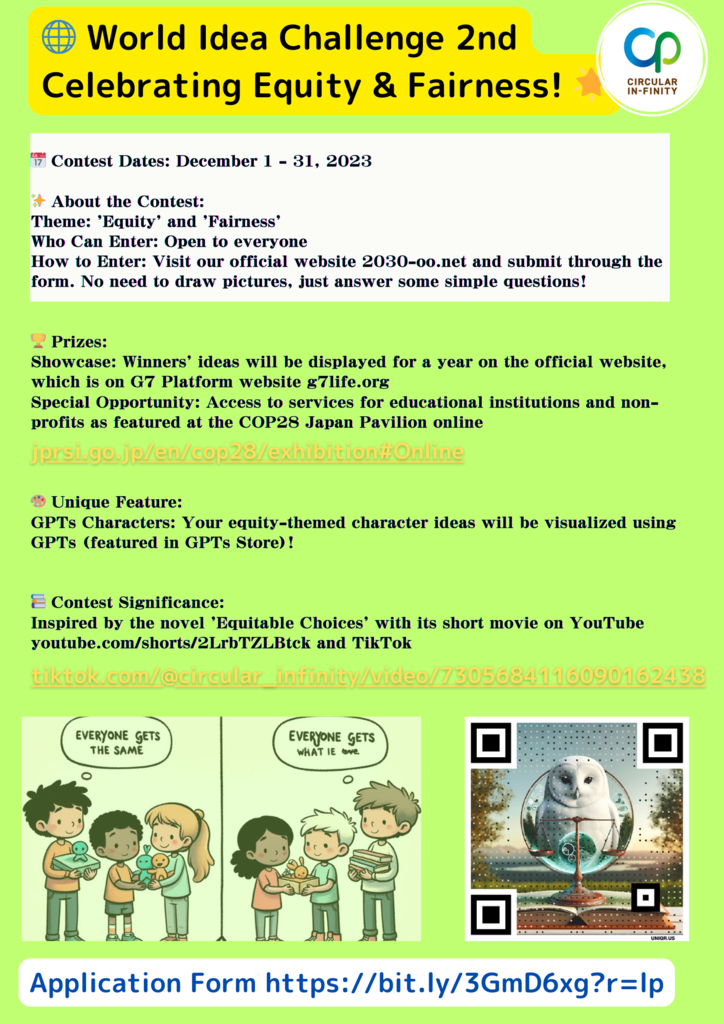 World Idea Challenge 2nd
Celebrating Equity & Fairness!
CIRCULAR
IN-FINITY
17
Contest Dates: December 1 - 31, 2023
About the Contest:
Theme: 'Equity' and 'Fairness'
Who Can Enter: Open to everyone
How to Enter: Visit our official website 2030-oo.net and submit through the
form. No need to draw pictures, just answer some simple questions!
Prizes:
Showcase: Winners' ideas will be displayed for a year on the official website,
which is on G7 Platform website g7life.org
Special Opportunity: Access to services for educational institutions and non-
profits as featured at the COP28 Japan Pavilion online
jprsi.go.jp/en/cop28/exhibition#Online
Unique Feature:
GPTs Characters: Your equity-themed character ideas will be visualized using
GPTs (featured in GPTs Store)!
Contest Significance:
Inspired by the novel 'Equitable Choices' with its short movie on YouTube
youtube.com/shorts/2LrbTZLBtck and TikTok
tiktok.com/@circular_infinity/video/7305684116090162438
EVERYONE GETS
THE SAME
EVERYONE GETS
WHAT IE
UNIQR.US
Application Form https://bit.ly/3GmD6xg?r=lp